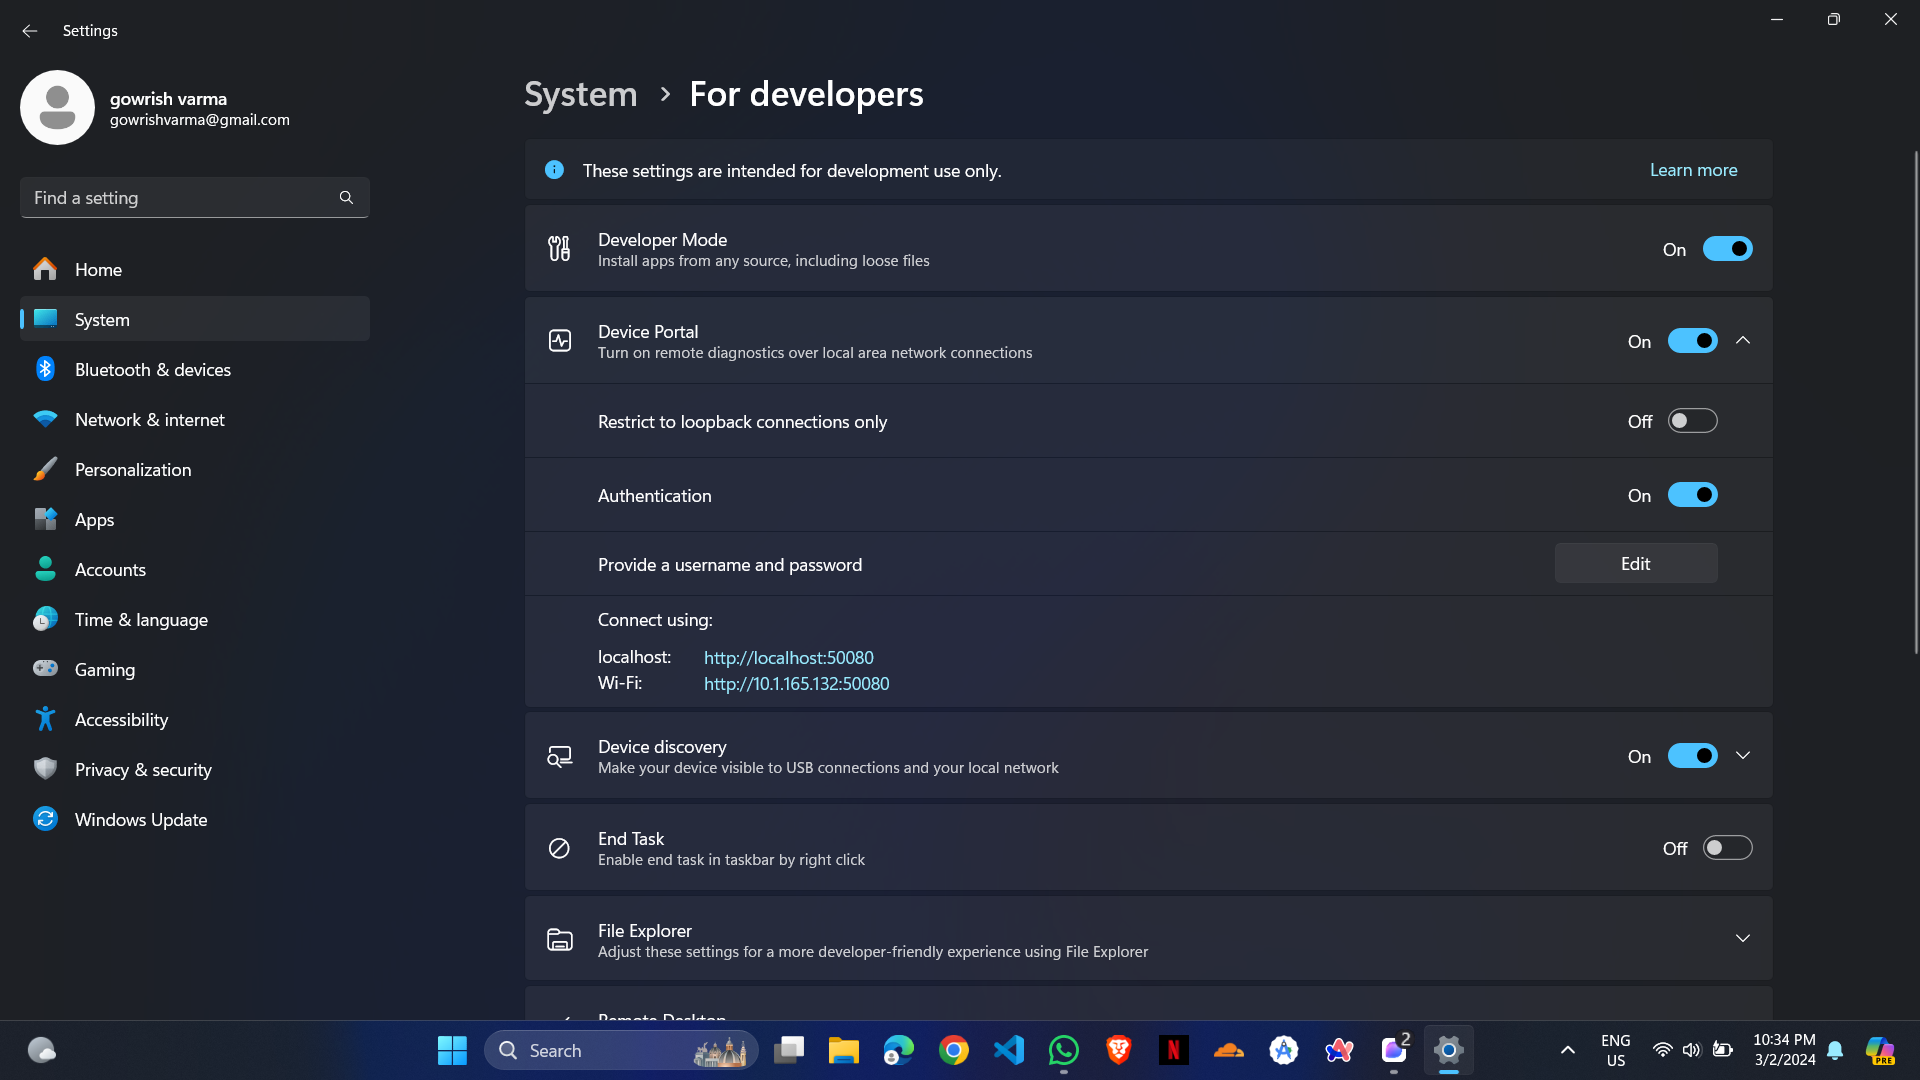 Settings
gowrish varma
gowrishvarma@gmail.com
Find a setting
Home
System
Bluetooth & devices
Network & internet
Personalization
Apps
Accounts
Time & language
Gaming
Accessibility
Privacy & security
Windows Update
System > For developers
These settings are intended for development use only.
Learn more
Developer Mode
Install apps from any source, including loose files
On
Device Portal
Turn on remote diagnostics over local area network connections
On
Restrict to loopback connections only
Off
Authentication
On
Provide a username and password
Edit
Connect using:
localhost: http://localhost:50080
Wi-Fi: http://10.1.165.132:50080
Device discovery
Make your device visible to USB connections and your local network
On
End Task
Enable end task in taskbar by right click
Off
File Explorer
Adjust these settings for a more developer-friendly experience using File Explorer
Remote Desktop
Search
N
2
ENG
US
10:34 PM
3/2/2024
PRE